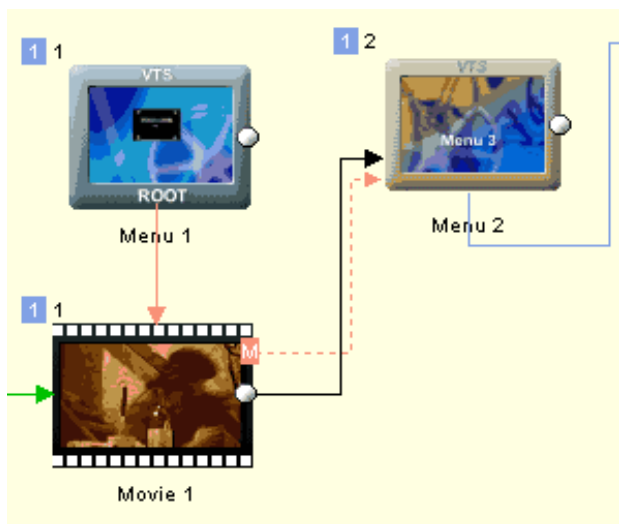 1 1
VTS
ROOT
Menu 1
1 2
VTS
Menu 3
Menu 2
1 1
M
Movie 1